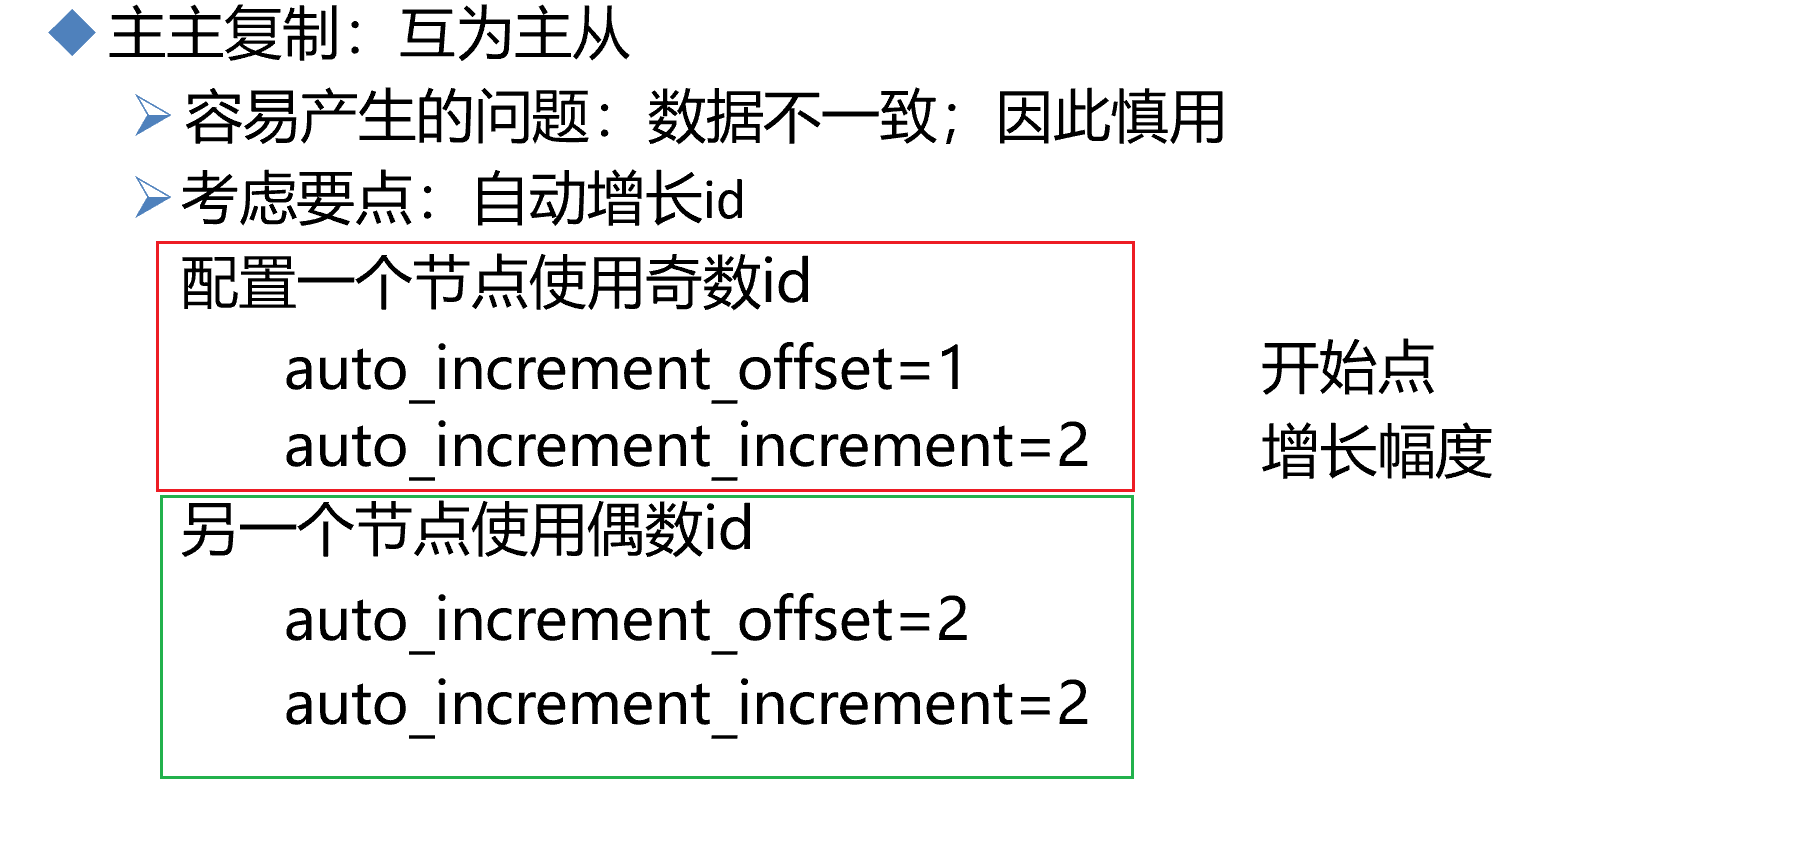 主主复制：互为主从
容易产生的问题：数据不一致；因此慎用
考虑要点：自动增长id
配置一个节点使用奇数id
auto_increment_offset=1 开始点
auto_increment_increment=2 增长幅度
另一个节点使用偶数id
auto_increment_offset=2
auto_increment_increment=2